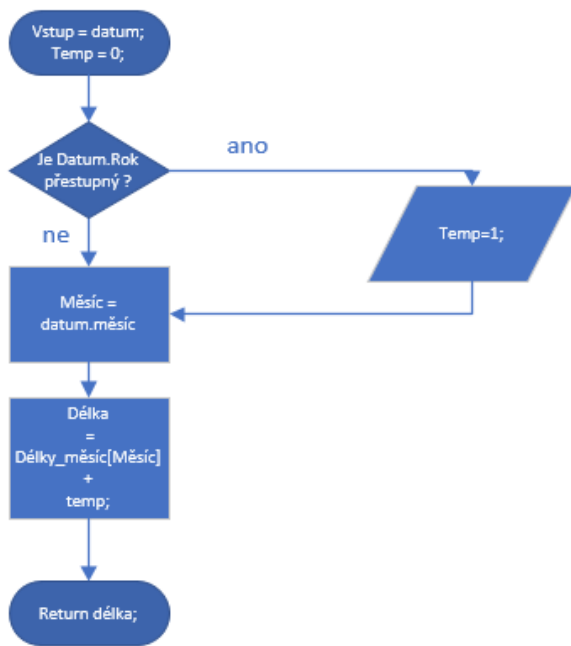 Vstup = datum;
Temp = 0;
Je Datum.Rok
přestupný ?
ano
ne
Temp=1;
Měsíc =
datum.měsíc
Délka
=
Délky_měsíc[Měsíc]
+
temp;
Return délka;